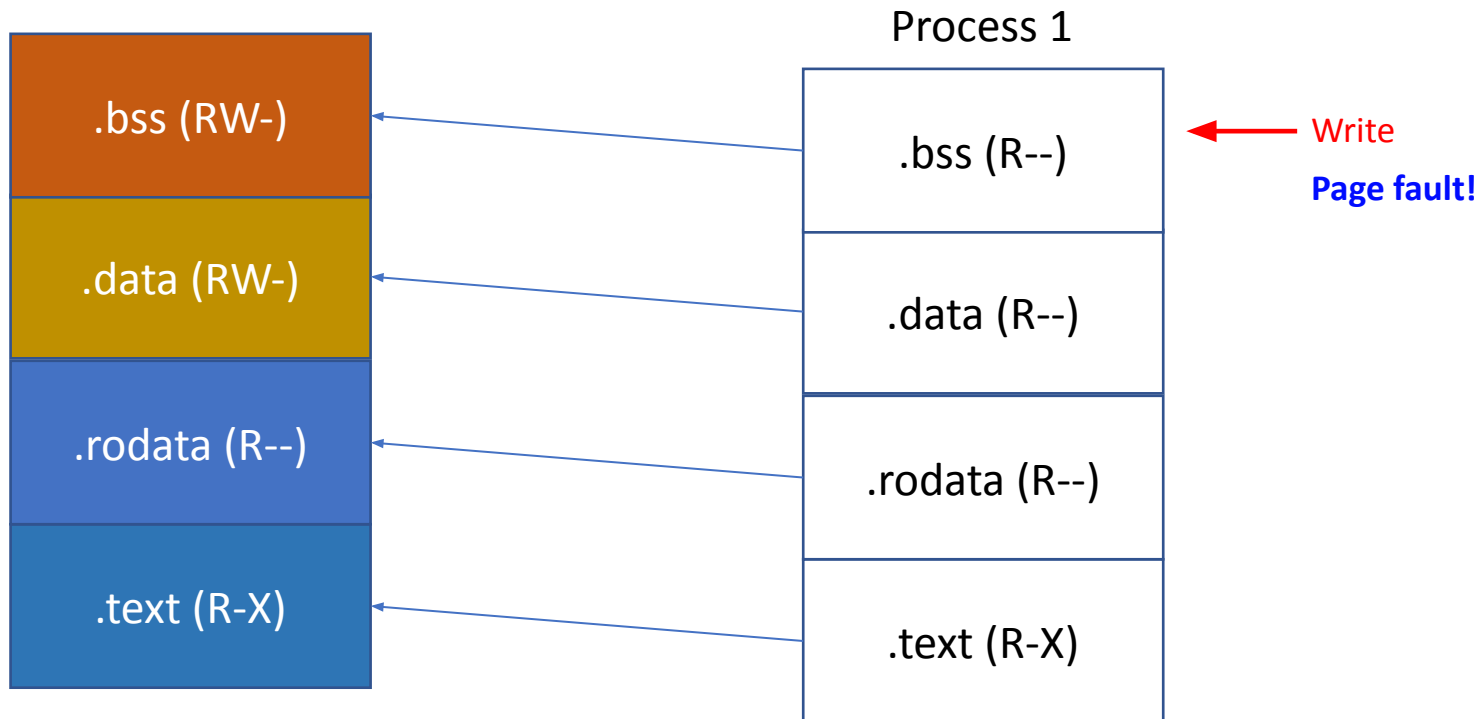 Process 1
.bss (RW-)
.data (RW-)
.rodata (R--)
.text (R-X)
.bss (R--)
.data (R--)
.rodata (R--)
.text (R-X)
Write
Page fault!